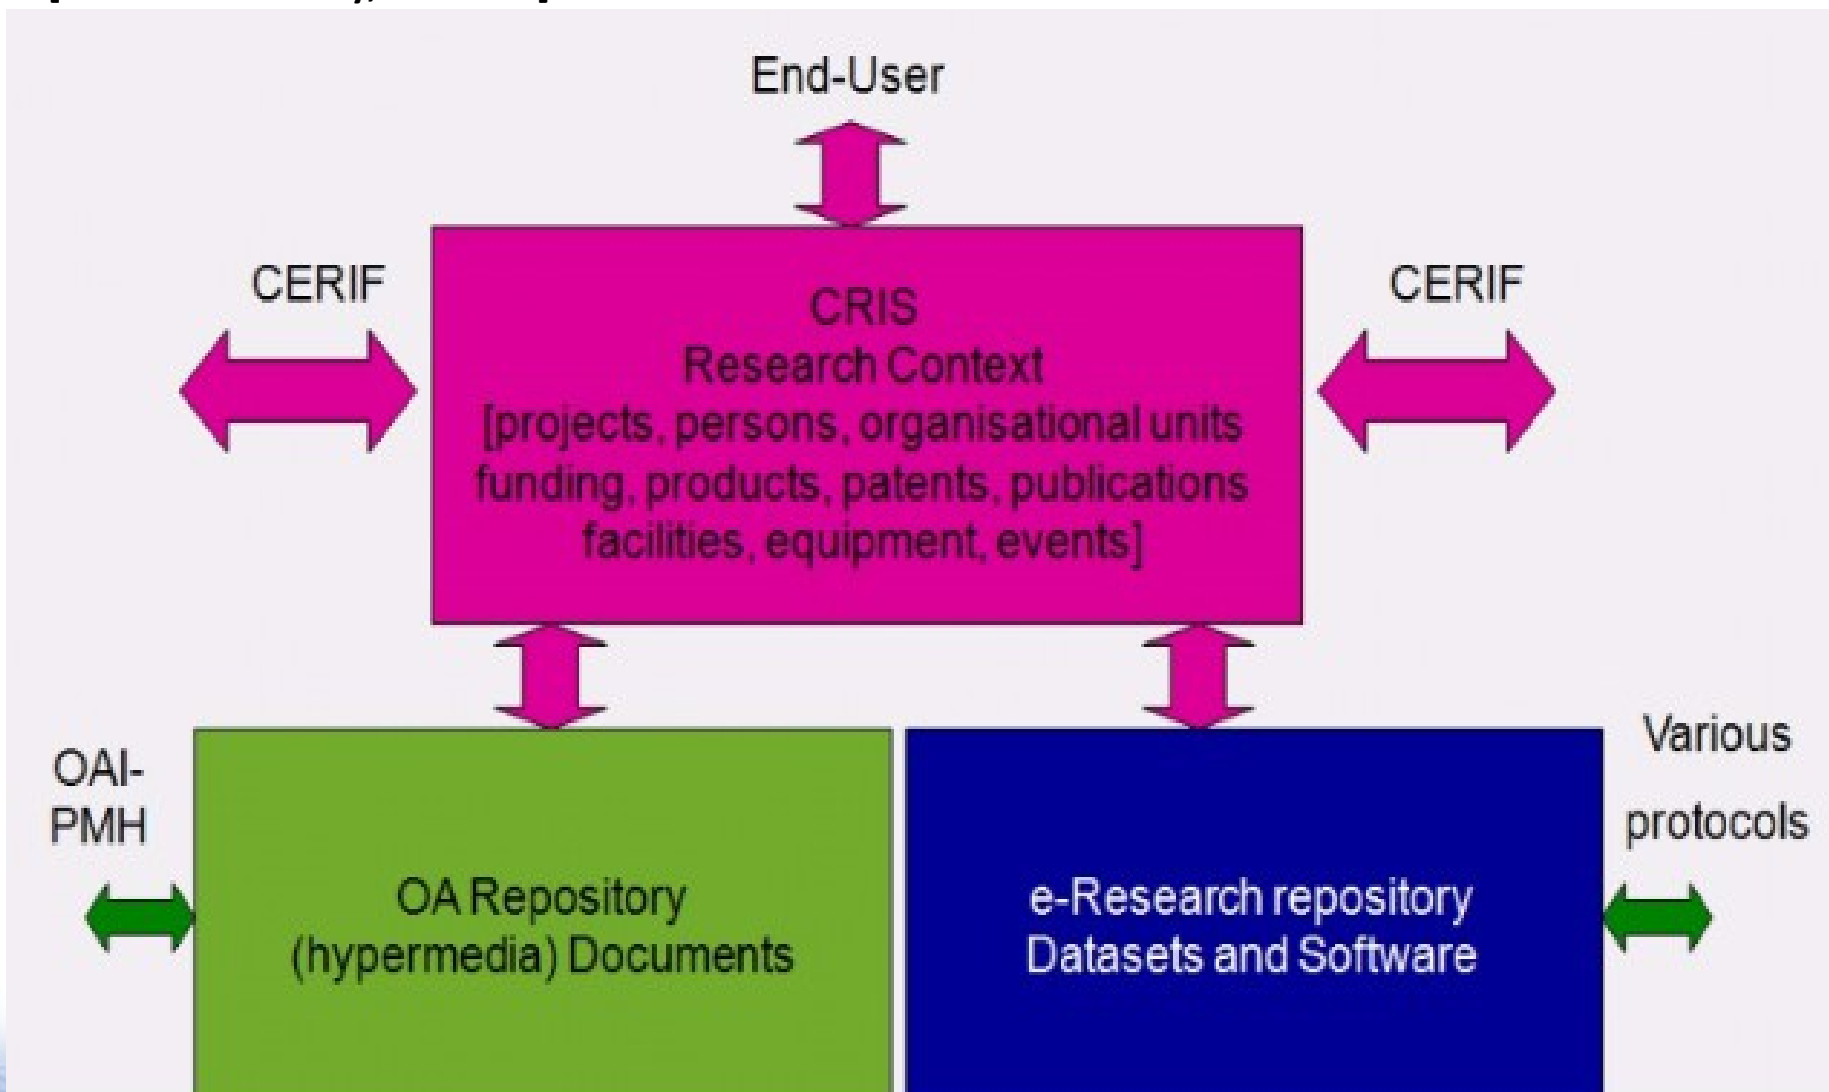 End-User
CERIF
CERIF
CRIS
Research Context
[projects, persons, organisational units
funding, products, patents, publications
facilities, equipment, events]
OAI-
PMH
Various
protocols
OA Repository
(hypermedia) Documents
e-Research repository
Datasets and Software